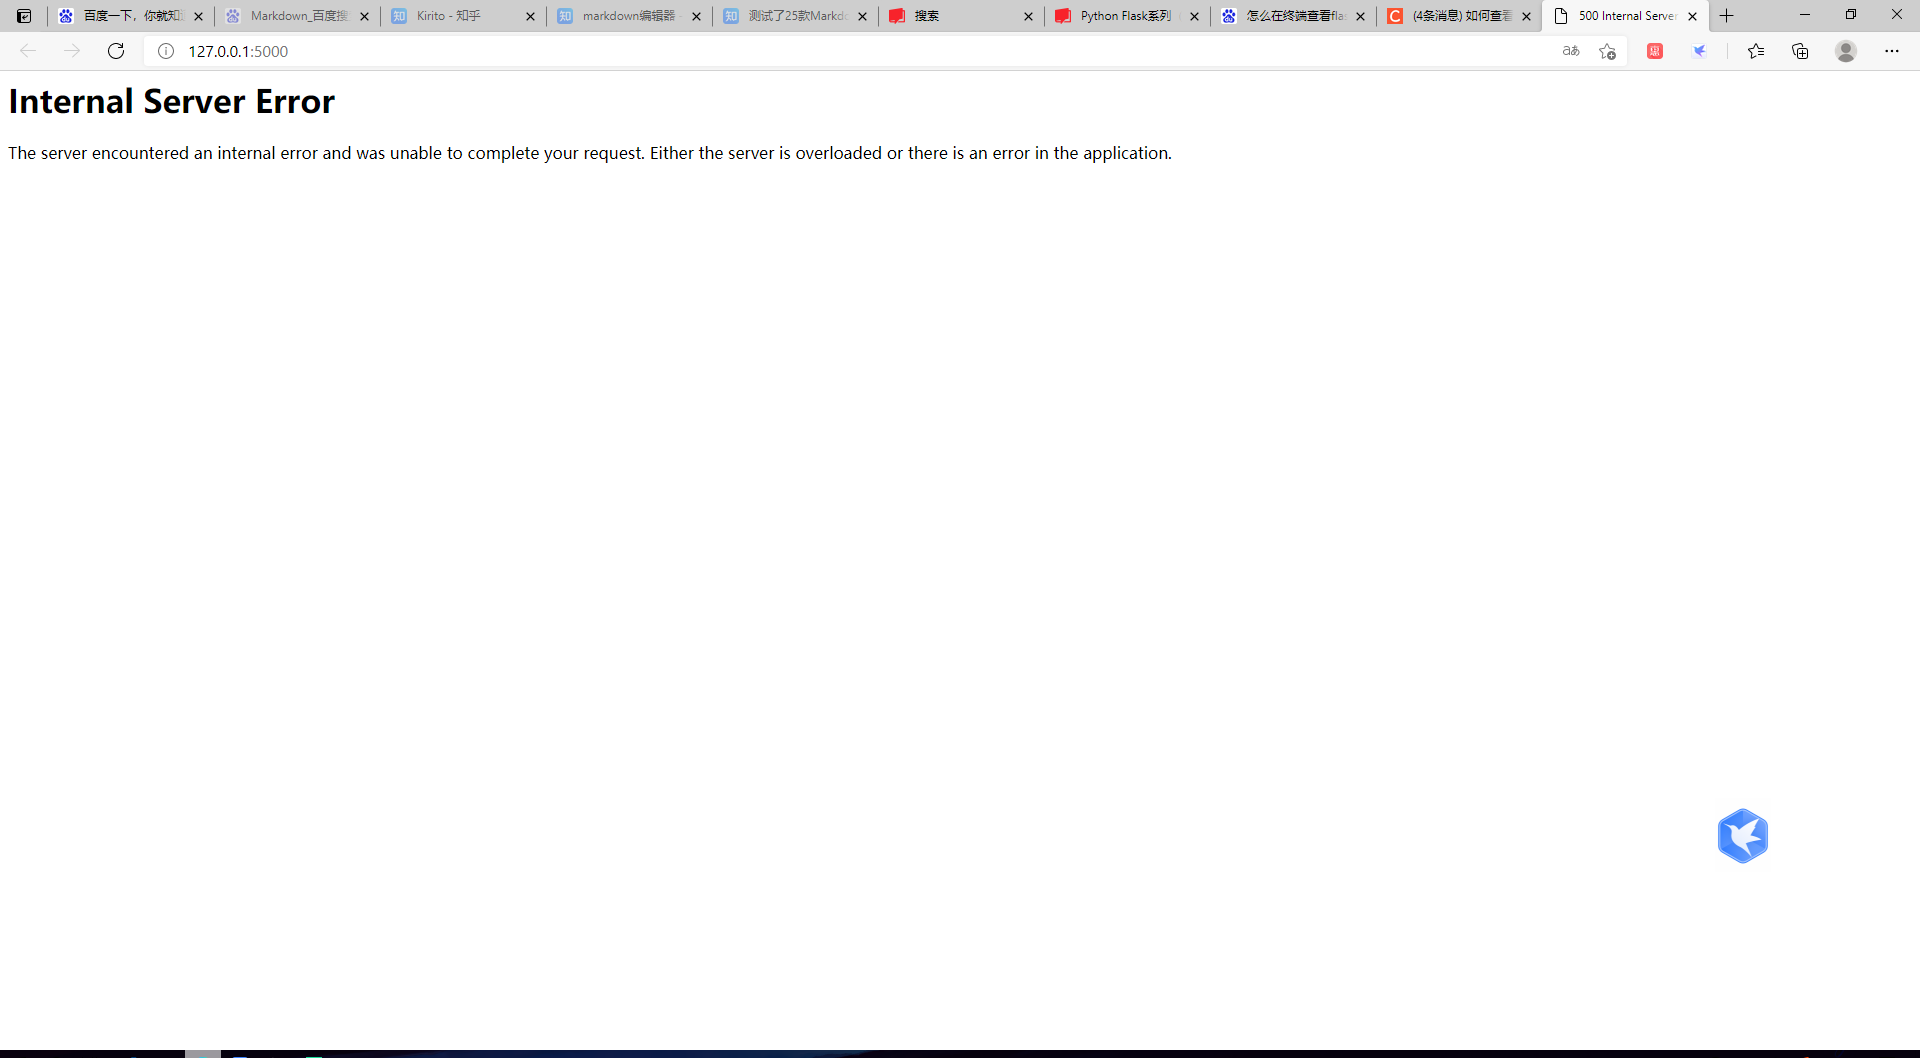 百度一下，你就知道
Markdown_百度搜
Kirito - 知乎
markdown编辑器
测试了25款Markdo
搜索
Python Flask系列
怎么在终端查看fla
(4条消息) 如何查看
500 Internal Server
127.0.0.1:5000
Internal Server Error
The server encountered an internal error and was unable to complete your request. Either the server is overloaded or there is an error in the application.